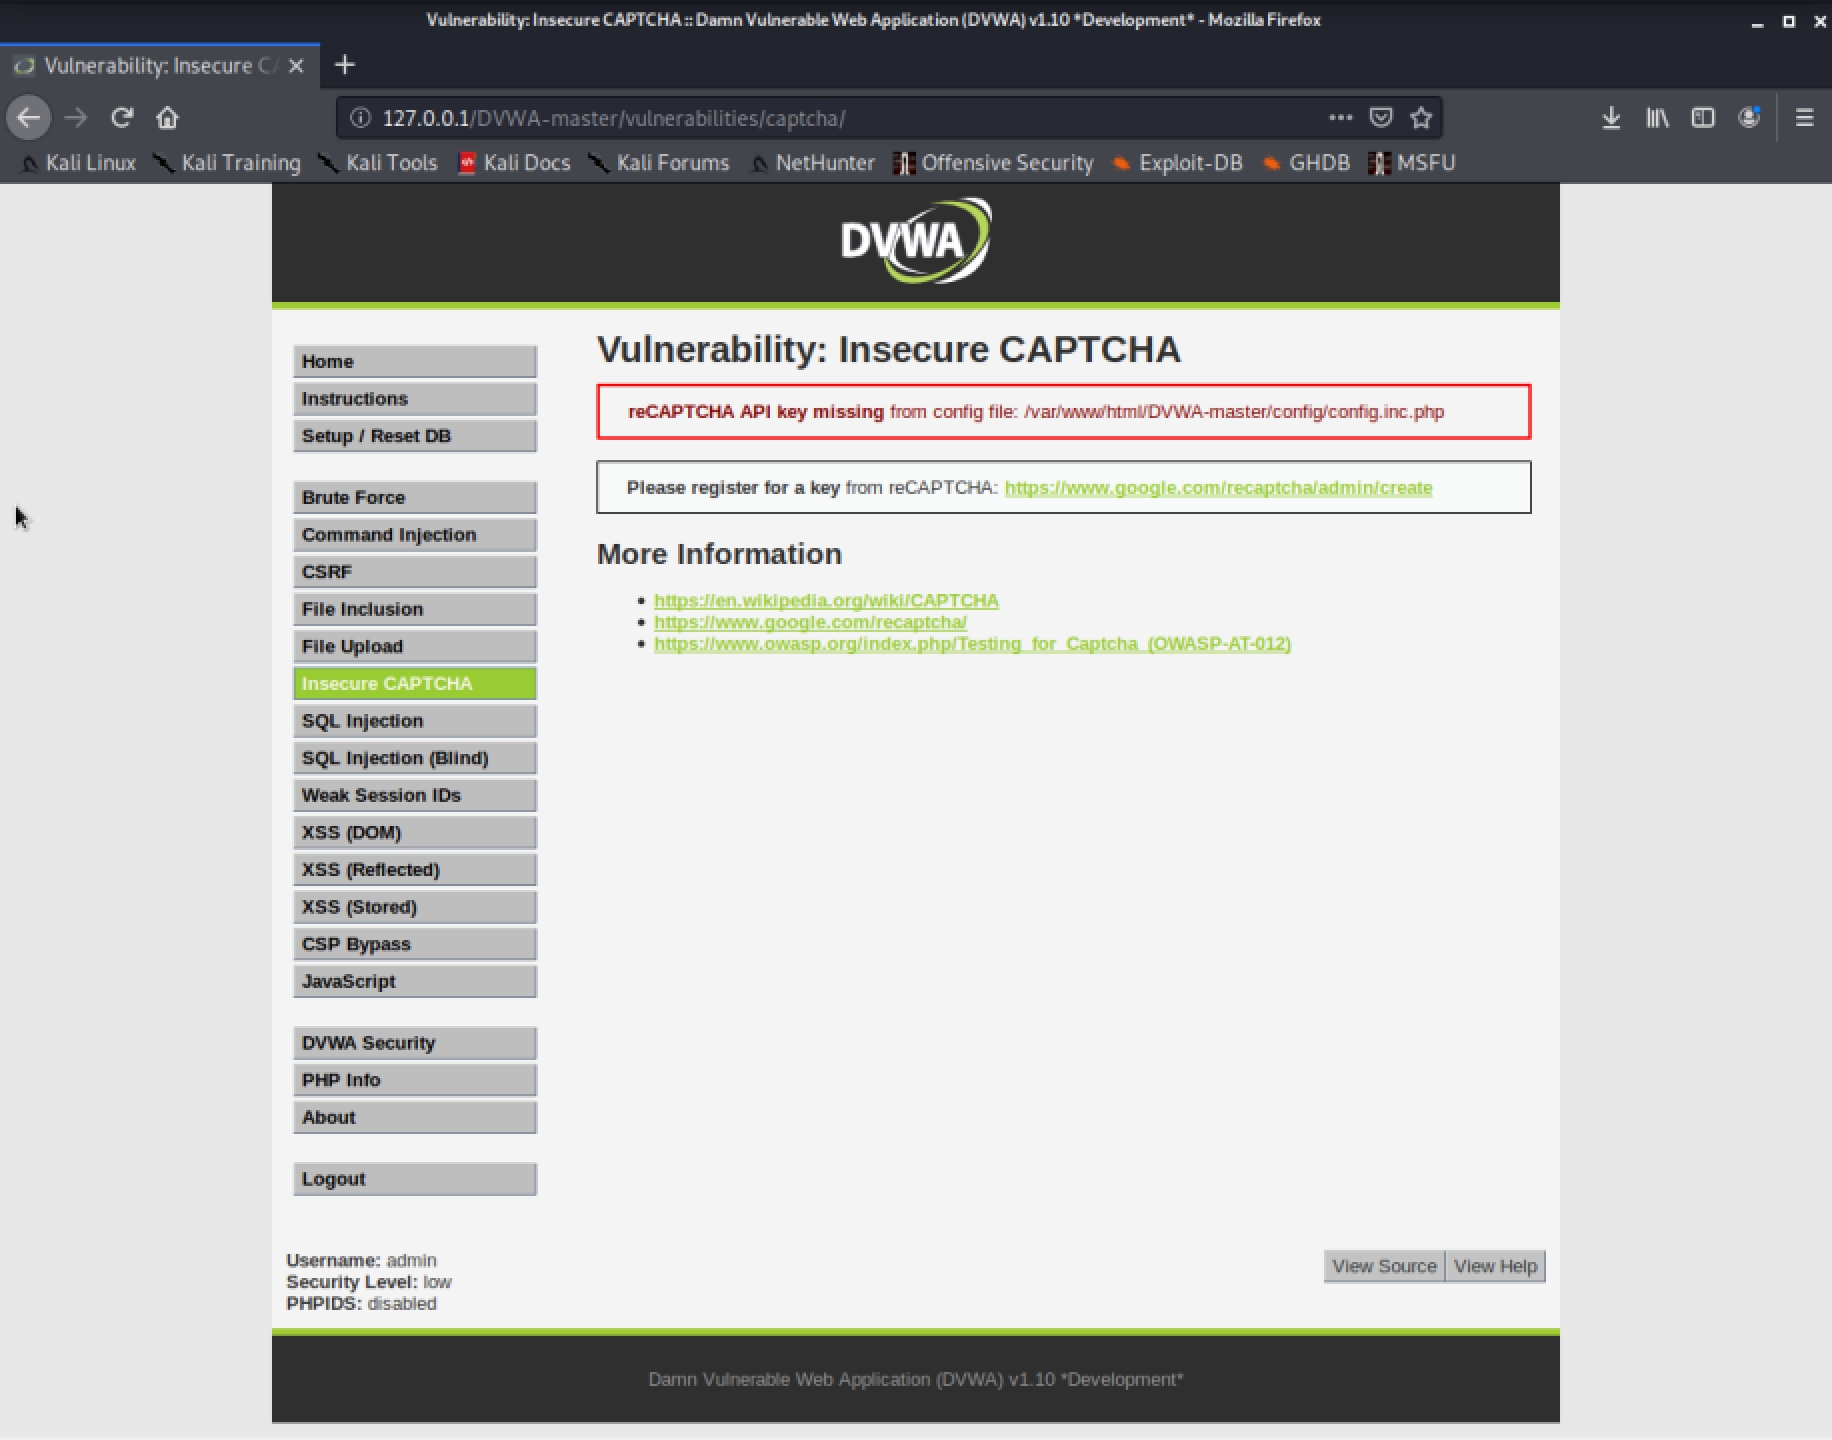 Vulnerability: Insecure CAPTCHA :: Damn Vulnerable Web Application (DVWA) v1.10 *Development* - Mozilla Firefox
Vulnerability: Insecure CA
127.0.0.1/DVWA-master/vulnerabilities/captcha/
Kali Linux Kali Training Kali Tools Kali Docs Kali Forums NetHunter Offensive Security Exploit-DB GHDB MSFU
DVWA
Home
Instructions
Setup / Reset DB
Brute Force
Command Injection
CSRF
File Inclusion
File Upload
Insecure CAPTCHA
SQL Injection
SQL Injection (Blind)
Weak Session IDs
XSS (DOM)
XSS (Reflected)
XSS (Stored)
CSP Bypass
JavaScript
DVWA Security
PHP Info
About
Logout
Vulnerability: Insecure CAPTCHA
reCAPTCHA API key missing from config file: /var/www/html/DVWA-master/config/config.inc.php
Please register for a key from reCAPTCHA: https://www.google.com/recaptcha/admin/create
More Information
https://en.wikipedia.org/wiki/CAPTCHA
https://www.google.com/recaptcha/
https://www.owasp.org/index.php/Testing_for_Captcha_(OWASP-AT-012)
Username: admin
Security Level: low
PHPIDS: disabled
View Source View Help
Damn Vulnerable Web Application (DVWA) v1.10 *Development*